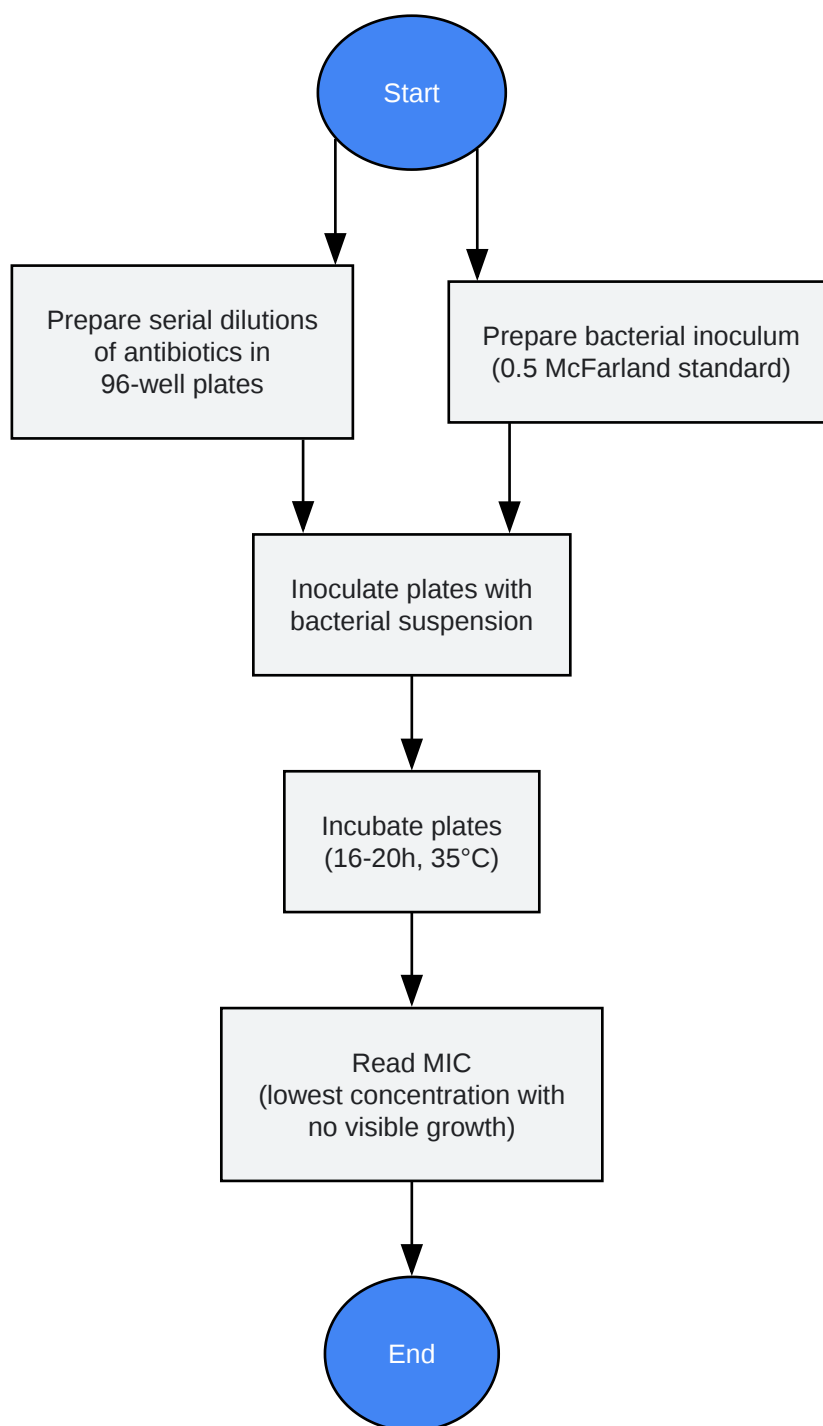 Start
Prepare serial dilutions
of antibiotics in
96-well plates
Prepare bacterial inoculum
(0.5 McFarland standard)
Inoculate plates with
bacterial suspension
Incubate plates
(16-20h, 35°C)
Read MIC
(lowest concentration with
no visible growth)
End